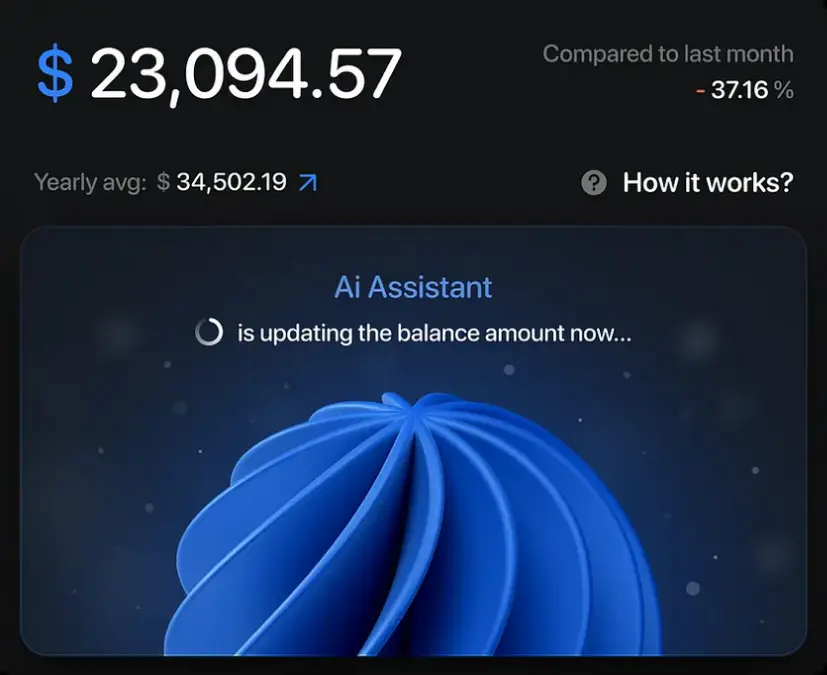 $ 23,094.57
Compared to last month
- 37.16 %
Yearly avg: $ 34,502.19
? How it works?
Ai Assistant
is updating the balance amount now...